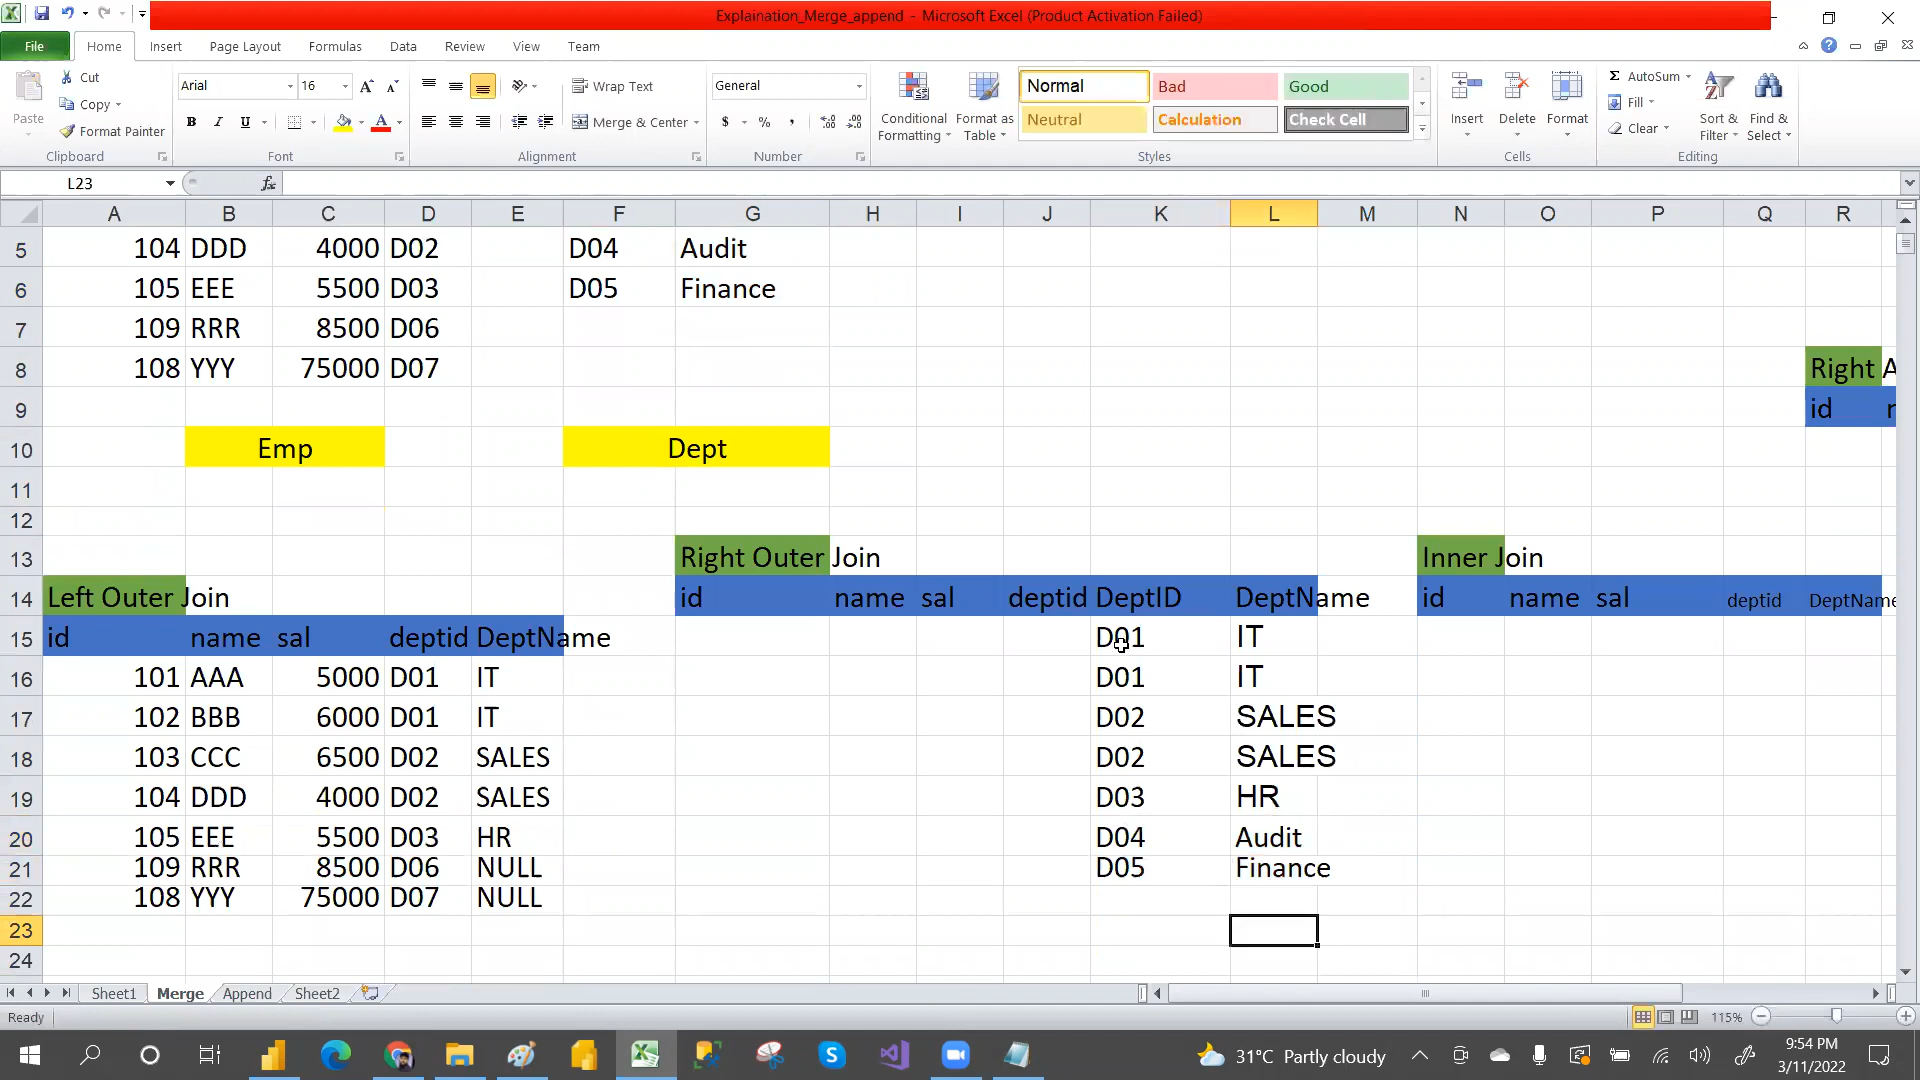 Explaination_Merge_append - Microsoft Excel (Product Activation Failed)
File Home Insert Page Layout Formulas Data Review View Team
Paste Cut Copy Format Painter Clipboard
Arial 16 A A B I U A Font
Wrap Text Merge & Center Alignment
General $ % , Number
Conditional Formatting Format as Table Normal Bad Good Neutral Calculation Check Cell Styles
Insert Delete Format Cells
Σ AutoSum Fill Clear Sort & Filter Find & Select Editing
L23 fx
A B C D E F G H I J K L M N O P Q R
5 104 DDD 4000 D02 D04 Audit
6 105 EEE 5500 D03 D05 Finance
7 109 RRR 8500 D06
8 108 YYY 75000 D07 Right A
9 id
10 Emp Dept
11
12
13 Right Outer Join Inner Join
14 Left Outer Join id name sal deptid DeptID DeptName id name sal deptid DeptName
15 id name sal deptid DeptName D01 IT
16 101 AAA 5000 D01 IT D01 IT
17 102 BBB 6000 D01 IT D02 SALES
18 103 CCC 6500 D02 SALES D02 SALES
19 104 DDD 4000 D02 SALES D03 HR
20 105 EEE 5500 D03 HR D04 Audit
21 109 RRR 8500 D06 NULL D05 Finance
22 108 YYY 75000 D07 NULL
23
24
Sheet1 Merge Append Sheet2
Ready 115%
31°C Partly cloudy 9:54 PM
3/11/2022